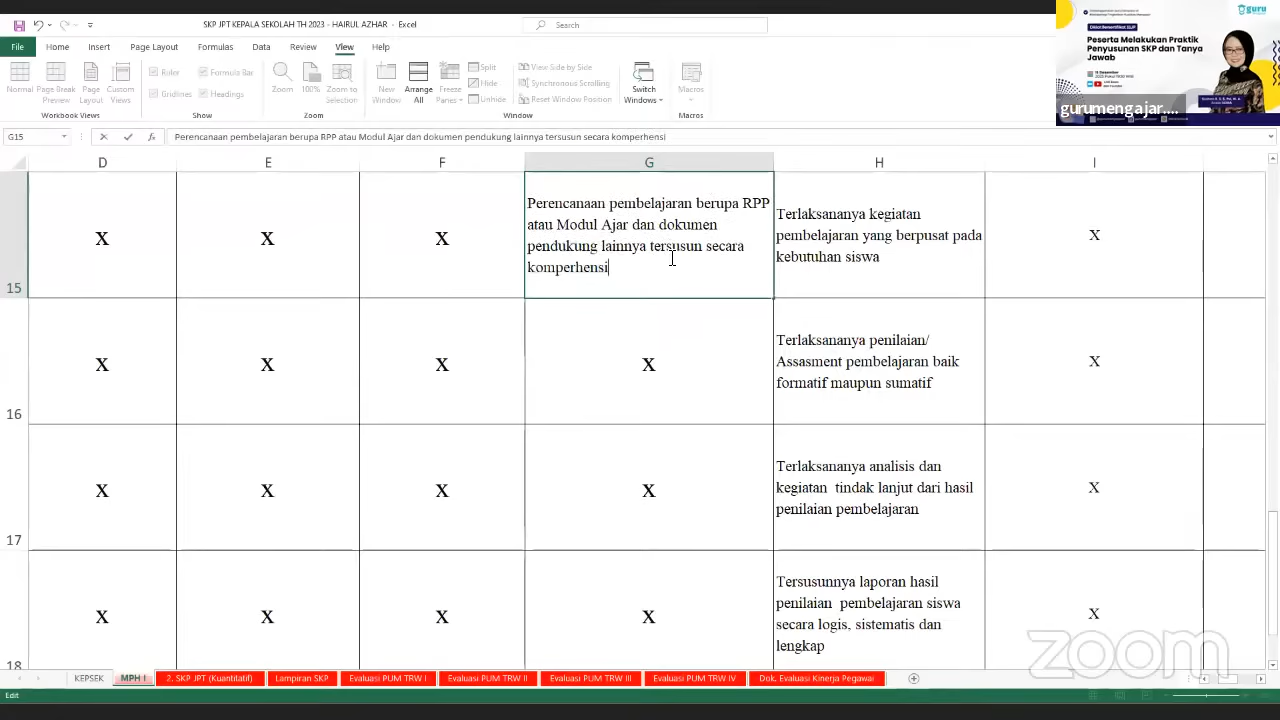 SKP JPT KEPALA SEKOLAH TH 2023 - HAIRUL AZHAR - Excel
Search
File Home Insert Page Layout Formulas Data Review View Help
Normal Page Break Preview Page Layout Custom Views
Ruler Formula Bar
Gridlines Headings
Zoom 100% Zoom to Selection
New Window Arrange All Freeze Panes
Split
Hide
Unhide
View Side by Side
Synchronous Scrolling
Reset Window Position
Switch Windows Macros
Workbook Views Show Zoom Window Macros
G15
Perencanaan pembelajaran berupa RPP atau Modul Ajar dan dokumen pendukung lainnya tersusun secara komperhensi
D E F G H I
15
X X X
Perencanaan pembelajaran berupa RPP
atau Modul Ajar dan dokumen
pendukung lainnya tersusun secara
komperhensi
Terlaksananya kegiatan
pembelajaran yang berpusat pada
kebutuhan siswa
X
16
X X X X
Terlaksananya penilaian/
Assasment pembelajaran baik
formatif maupun sumatif
X
17
X X X X
Terlaksananya analisis dan
kegiatan tindak lanjut dari hasil
penilaian pembelajaran
X
18
X X X X
Tersusunnya laporan hasil
penilaian pembelajaran siswa
secara logis, sistematis dan
lengkap
X
zoom
KEPSEK MPH I 2. SKP JPT (Kuantitatif) Lampiran SKP Evaluasi PUM TRW I Evaluasi PUM TRW II Evaluasi PUM TRW III Evaluasi PUM TRW IV Dok. Evaluasi Kinerja Pegawai
Edit
guru
Peserta Melakukan Praktik
Penyusunan SKP dan Tanya
Jawab
gurumengajar....